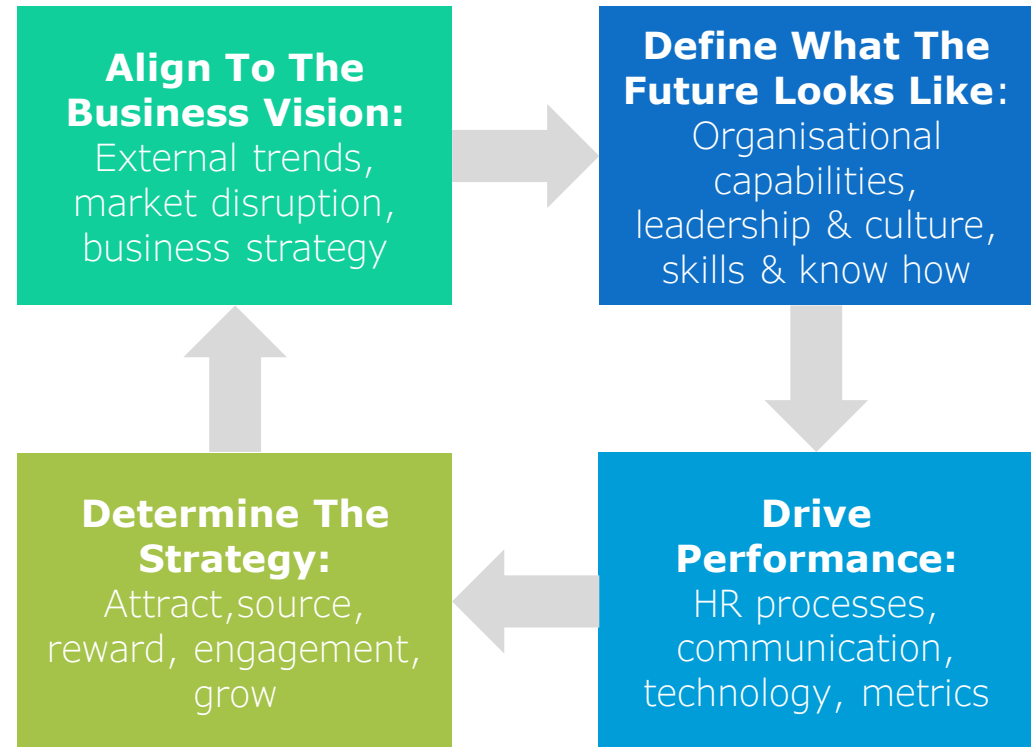 Align To The
Business Vision:
External trends,
market disruption,
business strategy
Define What The
Future Looks Like:
Organisational
capabilities,
leadership & culture,
skills & know how
Drive
Performance:
HR processes,
communication,
technology, metrics
Determine The
Strategy:
Attract,source,
reward, engagement,
grow